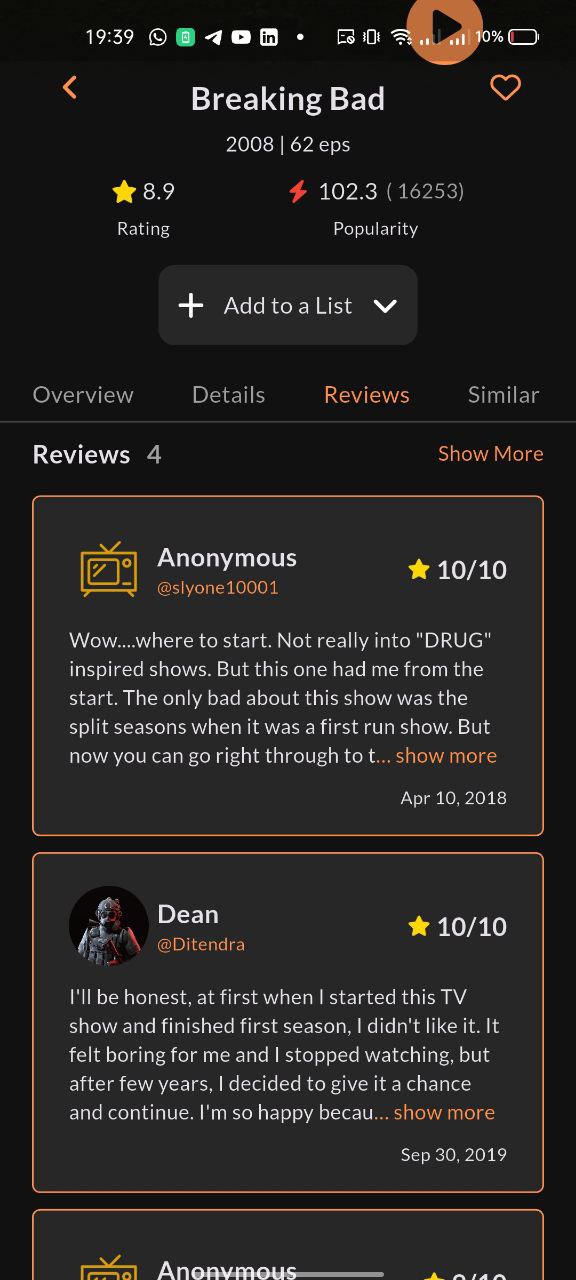 19:39
10%
Breaking Bad
2008 | 62 eps
8.9
102.3 ( 16253)
Rating
Popularity
Add to a List
Overview
Details
Reviews
Similar
Reviews 4
Show More
Anonymous
@slyone10001
10/10
Wow....where to start. Not really into "DRUG"
inspired shows. But this one had me from the
start. The only bad about this show was the
split seasons when it was a first run show. But
now you can go right through to t... show more
Apr 10, 2018
Dean
@Ditendra
10/10
I'll be honest, at first when I started this TV
show and finished first season, I didn't like it. It
felt boring for me and I stopped watching, but
after few years, I decided to give it a chance
and continue. I'm so happy becau... show more
Sep 30, 2019
Anonymous